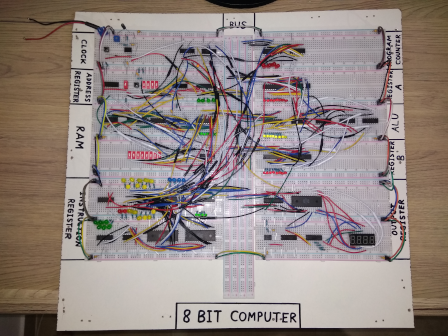 BUS
CLOCK
PROGRAM
COUNTER
ADDRESS
REGISTER
REGISTER
A
RAM
ALU
REGISTER
"B"
INSTRUCTION
REGISTER
OUTPUT
REGISTER
8 BIT COMPUTER